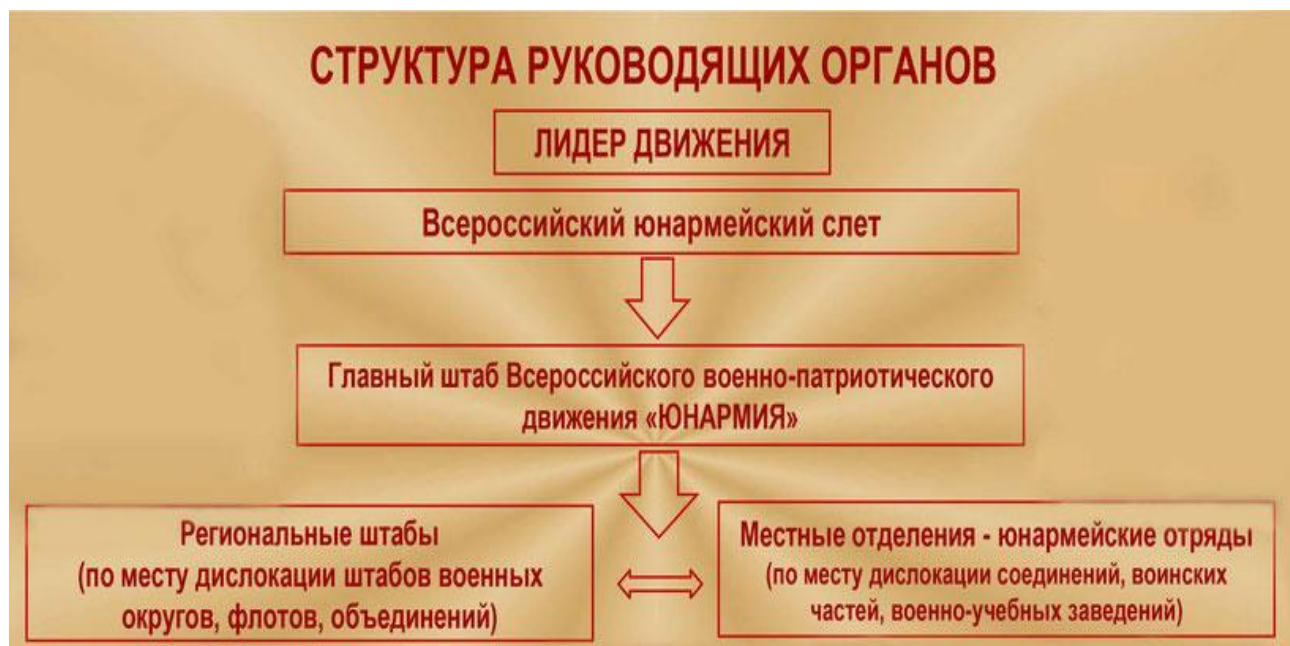 СТРУКТУРА РУКОВОДЯЩИХ ОРГАНОВ
ЛИДЕР ДВИЖЕНИЯ
Всероссийский юнармейский слет
Главный штаб Всероссийского военно-патриотического
движения «ЮНАРМИЯ»
Региональные штабы
(по месту дислокации штабов военных
округов, флотов, объединений)
Местные отделения - юнармейские отряды
(по месту дислокации соединений, воинских
частей, военно-учебных заведений)